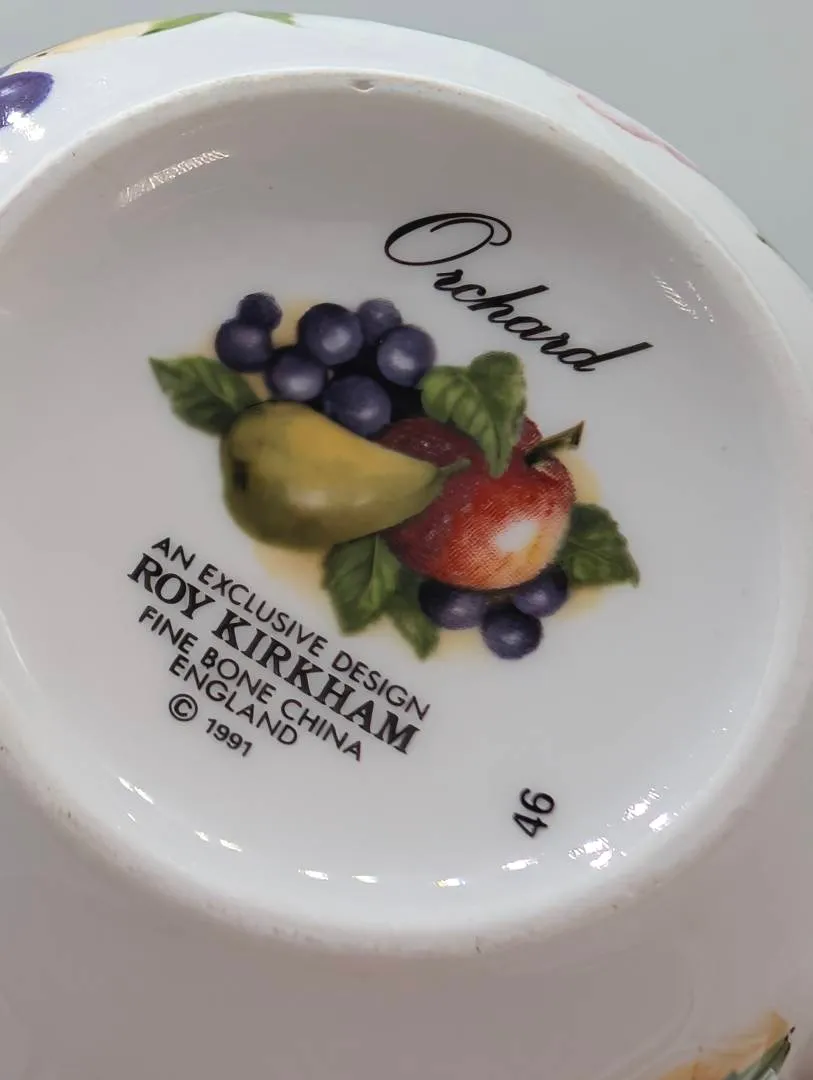 Orchard
AN EXCLUSIVE DESIGN
ROY KIRKHAM
FINE BONE CHINA
ENGLAND
© 1991
46